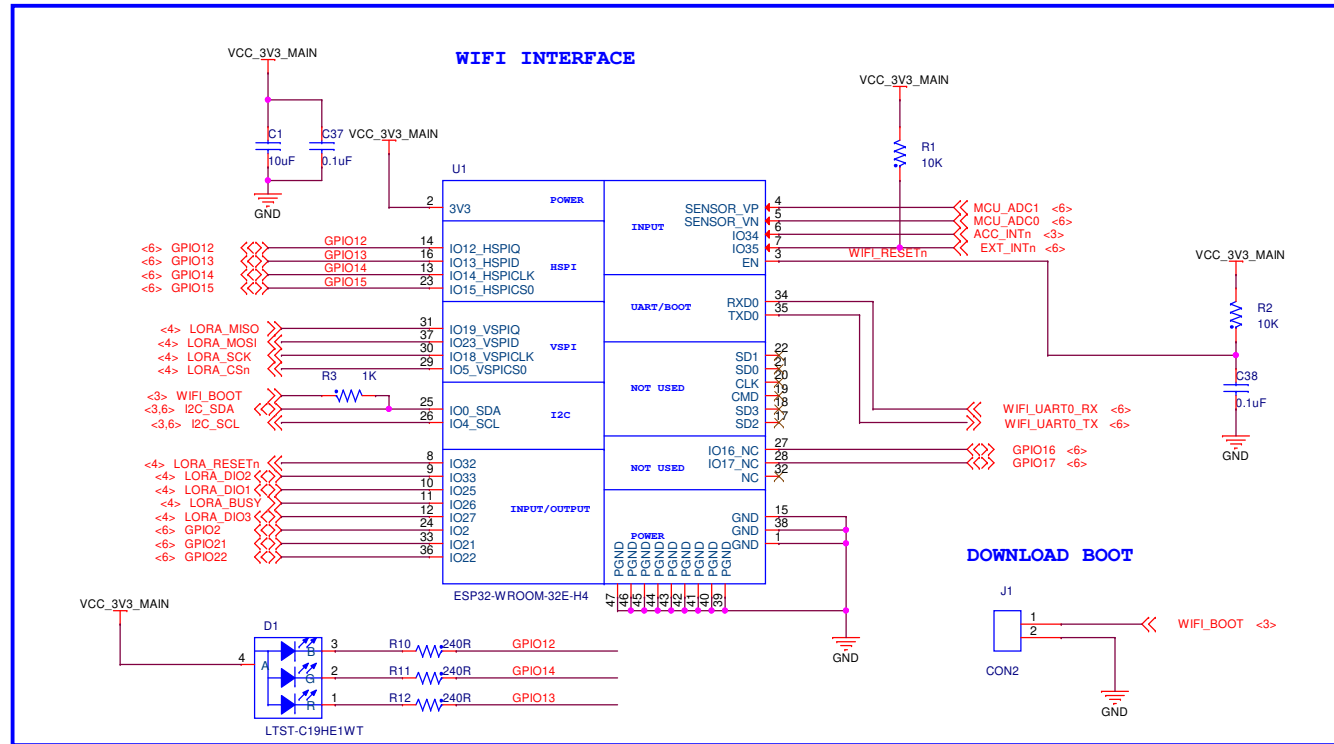 WIFI INTERFACE
VCC_3V3_MAIN
C1
10uF
C37
0.1uF
GND
VCC_3V3_MAIN
VCC_3V3_MAIN
R1
10K
U1
POWER
2 3V3
<6> GPIO12 GPIO12 14 IO12_HSPIQ
<6> GPIO13 GPIO13 16 IO13_HSPID
<6> GPIO14 GPIO14 13 IO14_HSPICLK
<6> GPIO15 GPIO15 23 IO15_HSPICS0
HSPI
<4> LORA_MISO 31 IO19_VSPIQ
<4> LORA_MOSI 37 IO23_VSPID
<4> LORA_SCK 30 IO18_VSPICLK
<4> LORA_CSn 29 IO5_VSPICS0
VSPI
R3 1K
<3> WIFI_BOOT
<3,6> I2C_SDA 25 IO0_SDA
<3,6> I2C_SCL 26 IO4_SCL
I2C
<4> LORA_RESETn 8 IO32
<4> LORA_DIO2 9 IO33
<4> LORA_DIO1 10 IO25
<4> LORA_BUSY 11 IO26
<4> LORA_DIO3 12 IO27
<6> GPIO2 24 IO2
<6> GPIO21 33 IO21
<6> GPIO22 36 IO22
INPUT/OUTPUT
INPUT
SENSOR_VP 4 MCU_ADC1 <6>
SENSOR_VN 5 MCU_ADC0 <6>
IO34 6 ACC_INTn <3>
IO35 7 EXT_INTn <6>
EN 3 WIFI_RESETn
UART/BOOT
RXD0 34
TXD0 35
NOT USED
SD1 22
SD0 21
CLK 20
CMD 19
SD3 18
SD2 17
WIFI_UART0_RX <6>
WIFI_UART0_TX <6>
NOT USED
IO16_NC 27 GPIO16 <6>
IO17_NC 28 GPIO17 <6>
NC 32
POWER
GND 15
GND 38
GND 1
PGND PGND PGND PGND PGND PGND PGND PGND PGND
47 46 45 44 43 42 41 40 39
ESP32-WROOM-32E-H4
GND
VCC_3V3_MAIN
R2
10K
C38
0.1uF
GND
VCC_3V3_MAIN
D1
4 A
B 3 R10 240R GPIO12
G 2 R11 240R GPIO14
R 1 R12 240R GPIO13
LTST-C19HE1WT
DOWNLOAD BOOT
J1
1 WIFI_BOOT <3>
2
CON2
GND